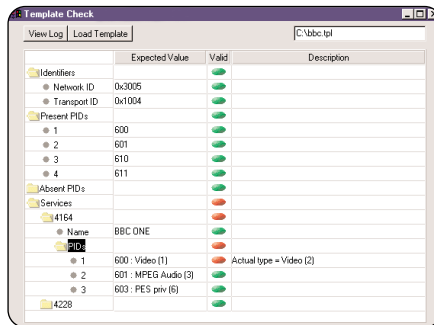 Template Check
View Log Load Template C:\bbc.tpl
Expected Value Valid Description
Identifiers
Network ID 0x3005
Transport ID 0x1004
Present PIDs
1 600
2 601
3 610
4 611
Absent PIDs
Services
4164
Name BBC ONE
PIDs
1 600 : Video (1) Actual type = Video (2)
2 601 : MPEG Audio (3)
3 603 : PES priv (6)
4228